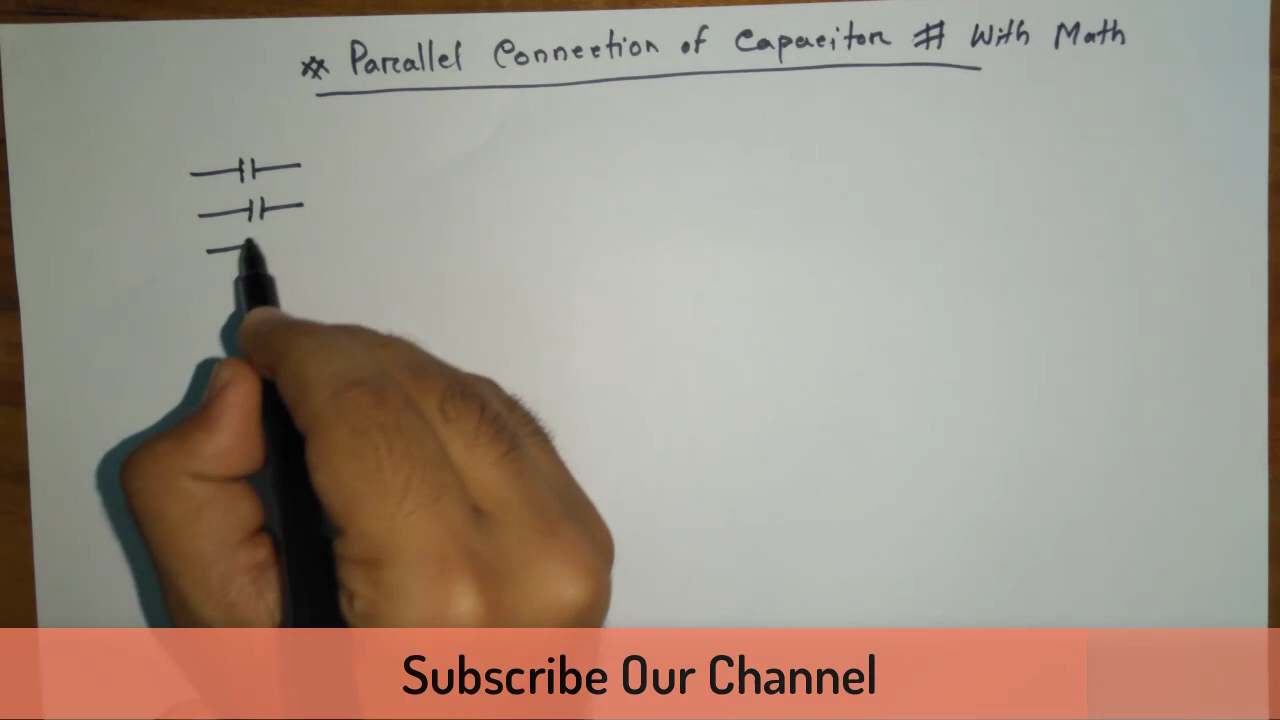 ** Parallel Connection of Capacitor # With Math
Subscribe Our Channel